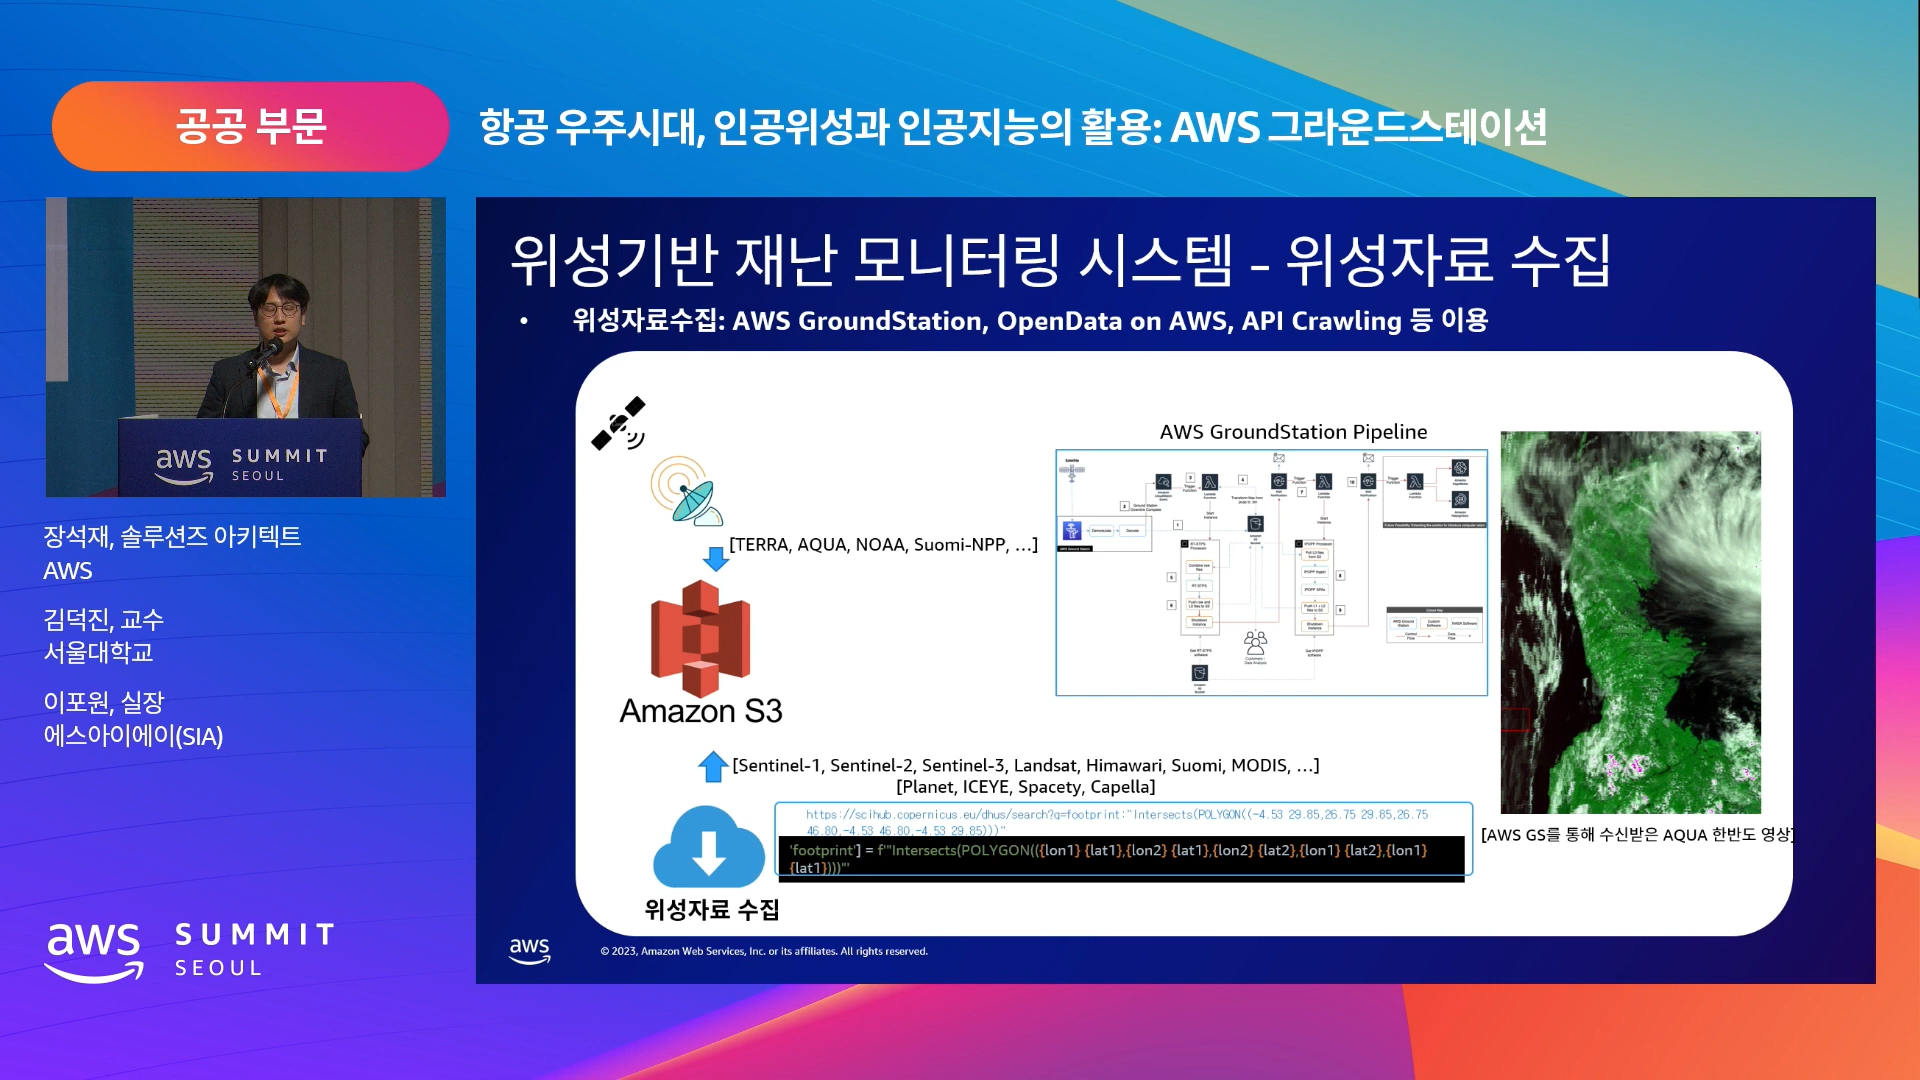 공공 부문
항공 우주시대, 인공위성과 인공지능의 활용: AWS 그라운드스테이션
aws SUMMIT
SEOUL
장석재, 솔루션즈 아키텍트
AWS
김덕진, 교수
서울대학교
이포원, 실장
에스아이에이(SIA)
aws SUMMIT
SEOUL
위성기반 재난 모니터링 시스템 – 위성자료 수집
• 위성자료수집: AWS GroundStation, OpenData on AWS, API Crawling 등 이용
AWS GroundStation Pipeline
[TERRA, AQUA, NOAA, Suomi-NPP, ...]
Amazon S3
[Sentinel-1, Sentinel-2, Sentinel-3, Landsat, Himawari, Suomi, MODIS, ...]
[Planet, ICEYE, Spacety, Capella]
https://scihub.copernicus.eu/dhus/search?q=footprint:"Intersects(POLYGON((-4.53 29.85,26.75 29.85,26.75
46.80,-4.53 46.80,-4.53 29.85)))"
'footprint'] = f'"Intersects(POLYGON(({lon1} {lat1},{lon2} {lat1},{lon2} {lat2},{lon1} {lat2},{lon1}
{lat1})))"'
위성자료 수집
[AWS GS를 통해 수신받은 AQUA 한반도 영상]
aws
© 2023, Amazon Web Services, Inc. or its affiliates. All rights reserved.